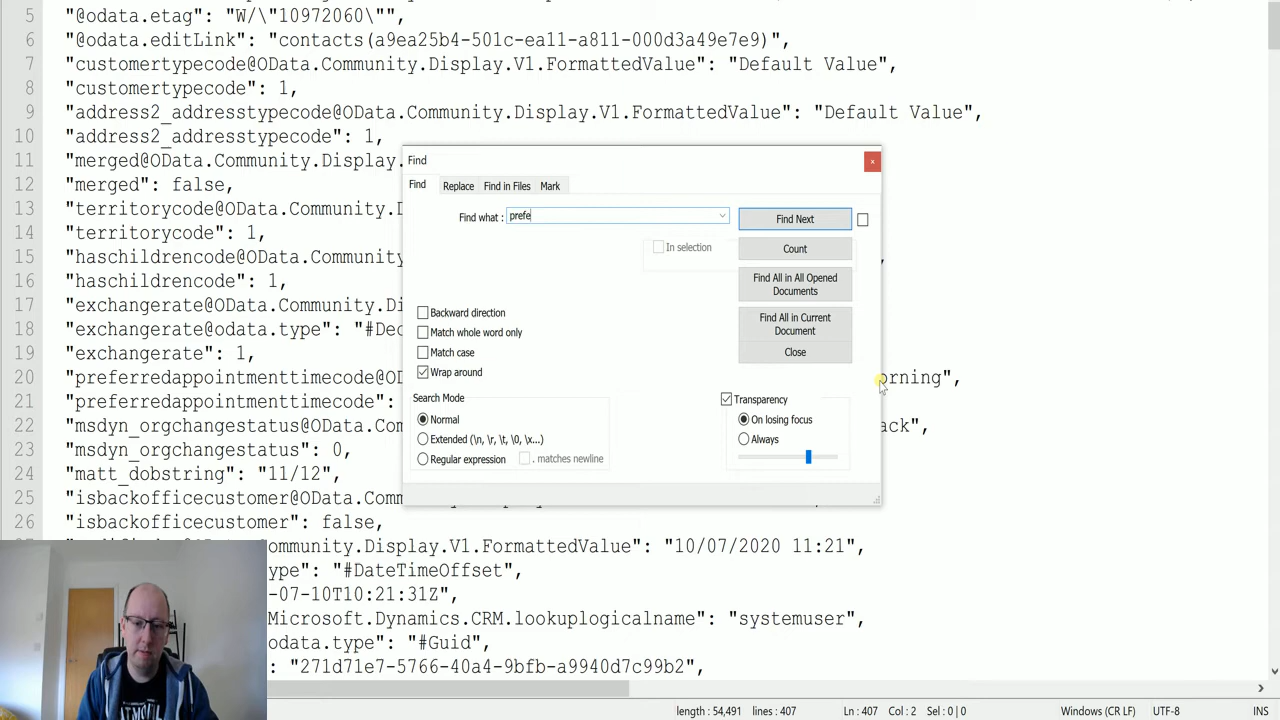 5 "@odata.etag": "W/\"10972060\"",
6 "@odata.editLink": "contacts(a9ea25b4-501c-ea11-a811-000d3a49e7e9)",
7 "customertypecode@OData.Community.Display.V1.FormattedValue": "Default Value",
8 "customertypecode": 1,
9 "address2_addresstypecode@OData.Community.Display.V1.FormattedValue": "Default Value",
10 "address2_addresstypecode": 1,
11 "merged@OData.Community.Display.
12 "merged": false,
13 "territorycode@OData.Community.D
14 "territorycode": 1,
15 "haschildrencode@OData.Community
16 "haschildrencode": 1,
17 "exchangerate@OData.Community.Di
18 "exchangerate@odata.type": "#Dec
19 "exchangerate": 1,
20 "preferredappointmenttimecode@OD orning",
21 "preferredappointmenttimecode":
22 "msdyn_orgchangestatus@OData.Com ack",
23 "msdyn_orgchangestatus": 0,
24 "matt_dobstring": "11/12",
25 "isbackofficecustomer@OData.Com
26 "isbackofficecustomer": false,
ommunity.Display.V1.FormattedValue": "10/07/2020 11:21",
ype": "#DateTimeOffset",
-07-10T10:21:31Z",
Microsoft.Dynamics.CRM.lookuplogicalname": "systemuser",
odata.type": "#Guid",
: "271d71e7-5766-40a4-9bfb-a9940d7c99b2",
Find
Find Replace Find in Files Mark
Find what : prefe
Find Next
In selection
Count
Find All in All Opened
Documents
Find All in Current
Document
Close
Backward direction
Match whole word only
Match case
Wrap around
Search Mode
Normal
Extended (\n, \r, \t, \0, \x...)
Regular expression
. matches newline
Transparency
On losing focus
Always
length : 54,491 lines : 407 Ln : 407 Col : 2 Sel : 0 | 0 Windows (CR LF) UTF-8 INS